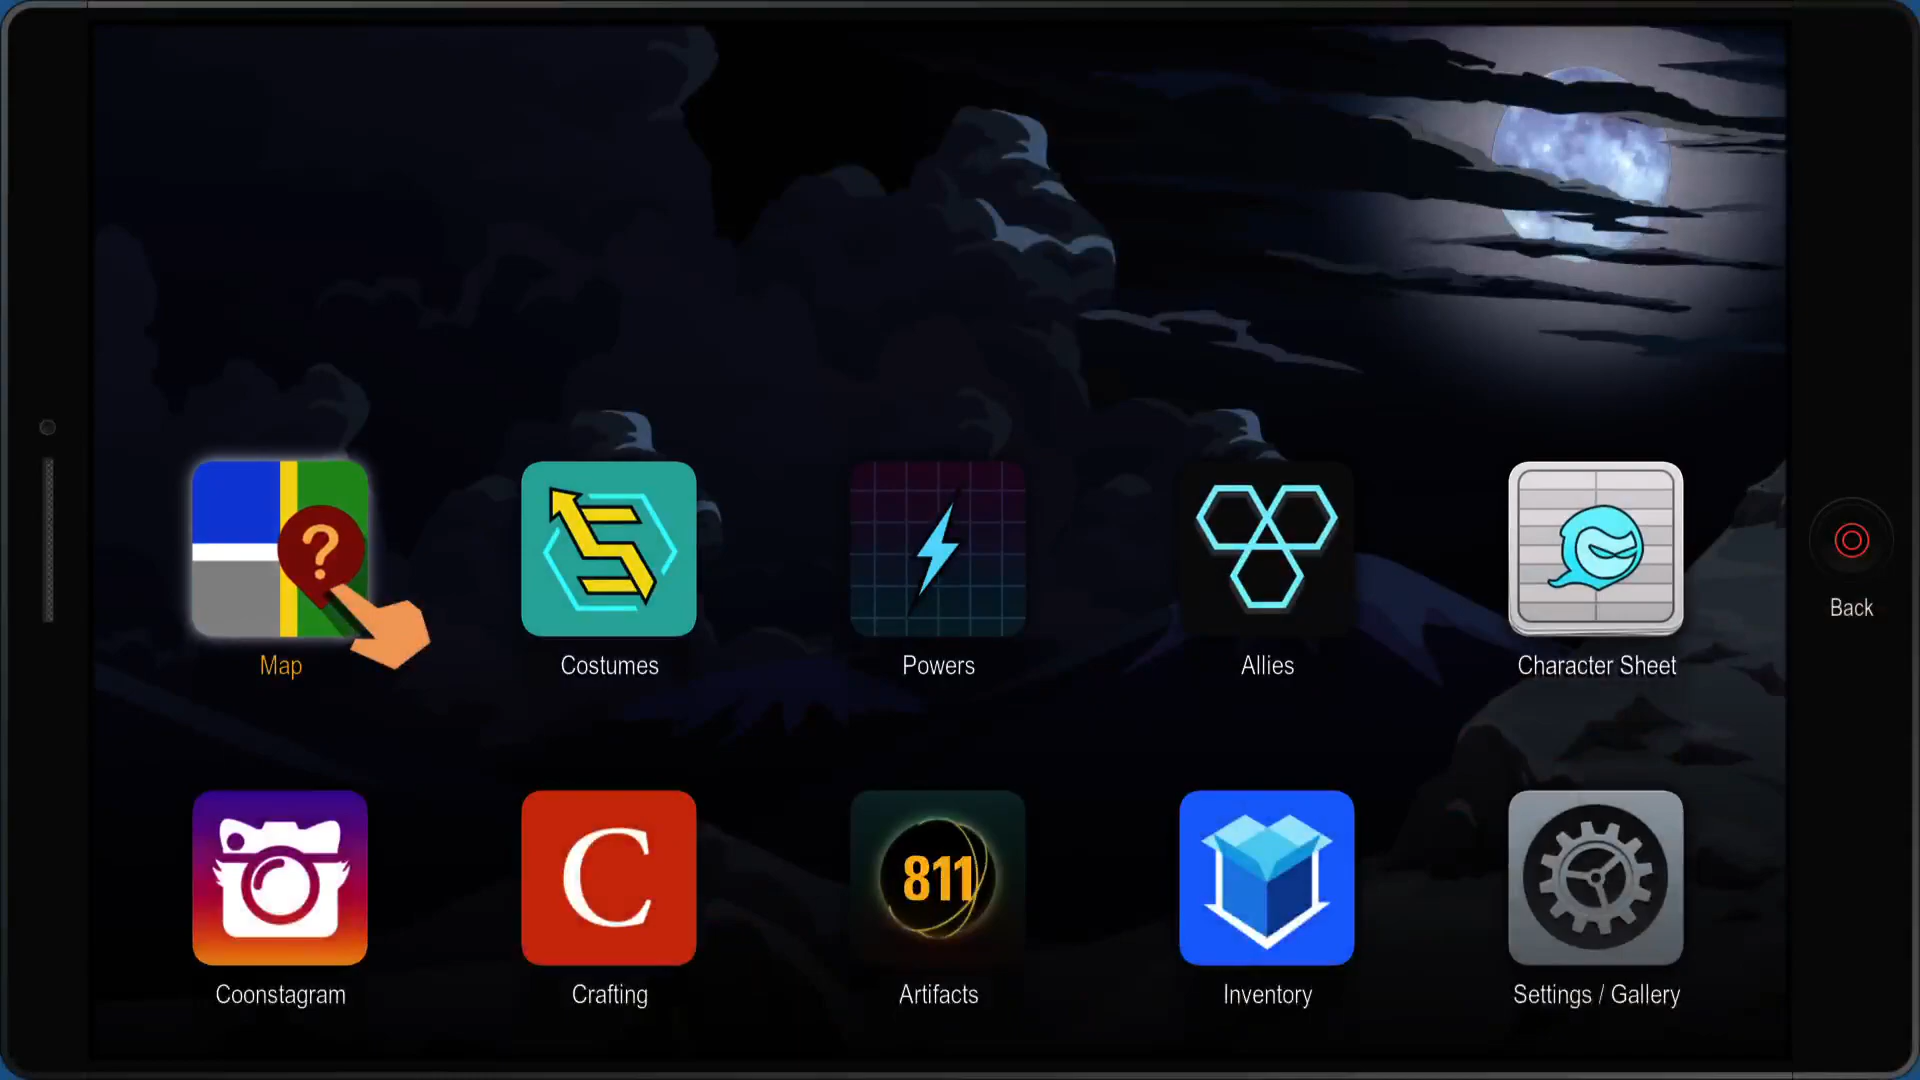 ?
Map
Costumes
Powers
Allies
Character Sheet
Back
C
811
Coonstagram
Crafting
Artifacts
Inventory
Settings / Gallery